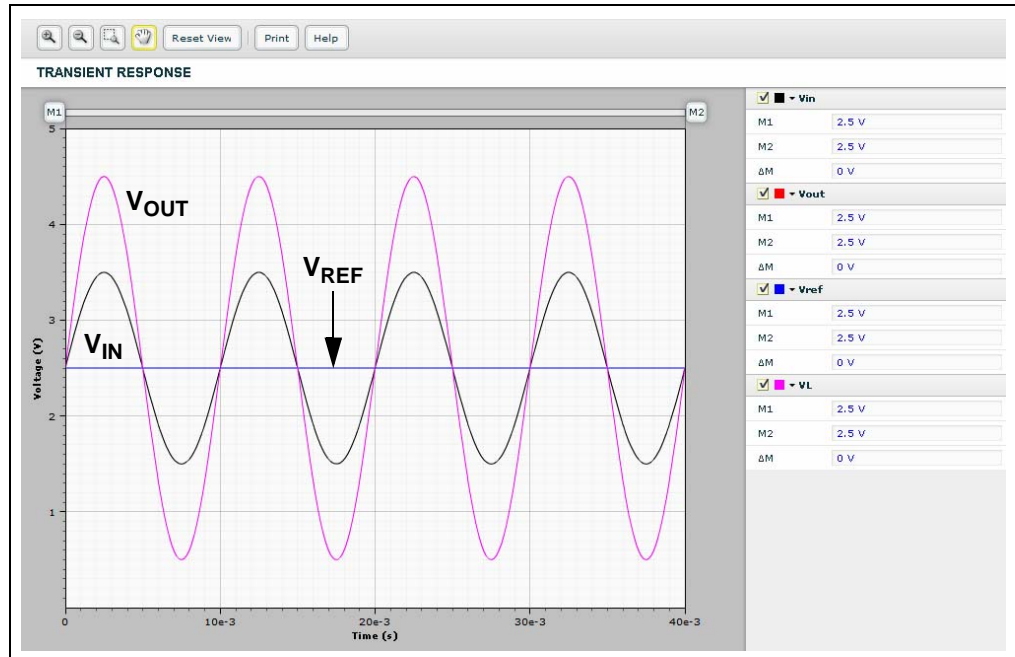 Reset View
Print
Help
TRANSIENT RESPONSE
M1
M2
5
4
3
2
1
Voltage (V)
VOUT
VREF
VIN
0
10e-3
20e-3
30e-3
40e-3
Time (s)
Vin
M1 2.5 V
M2 2.5 V
ΔM 0 V
Vout
M1 2.5 V
M2 2.5 V
ΔM 0 V
Vref
M1 2.5 V
M2 2.5 V
ΔM 0 V
VL
M1 2.5 V
M2 2.5 V
ΔM 0 V